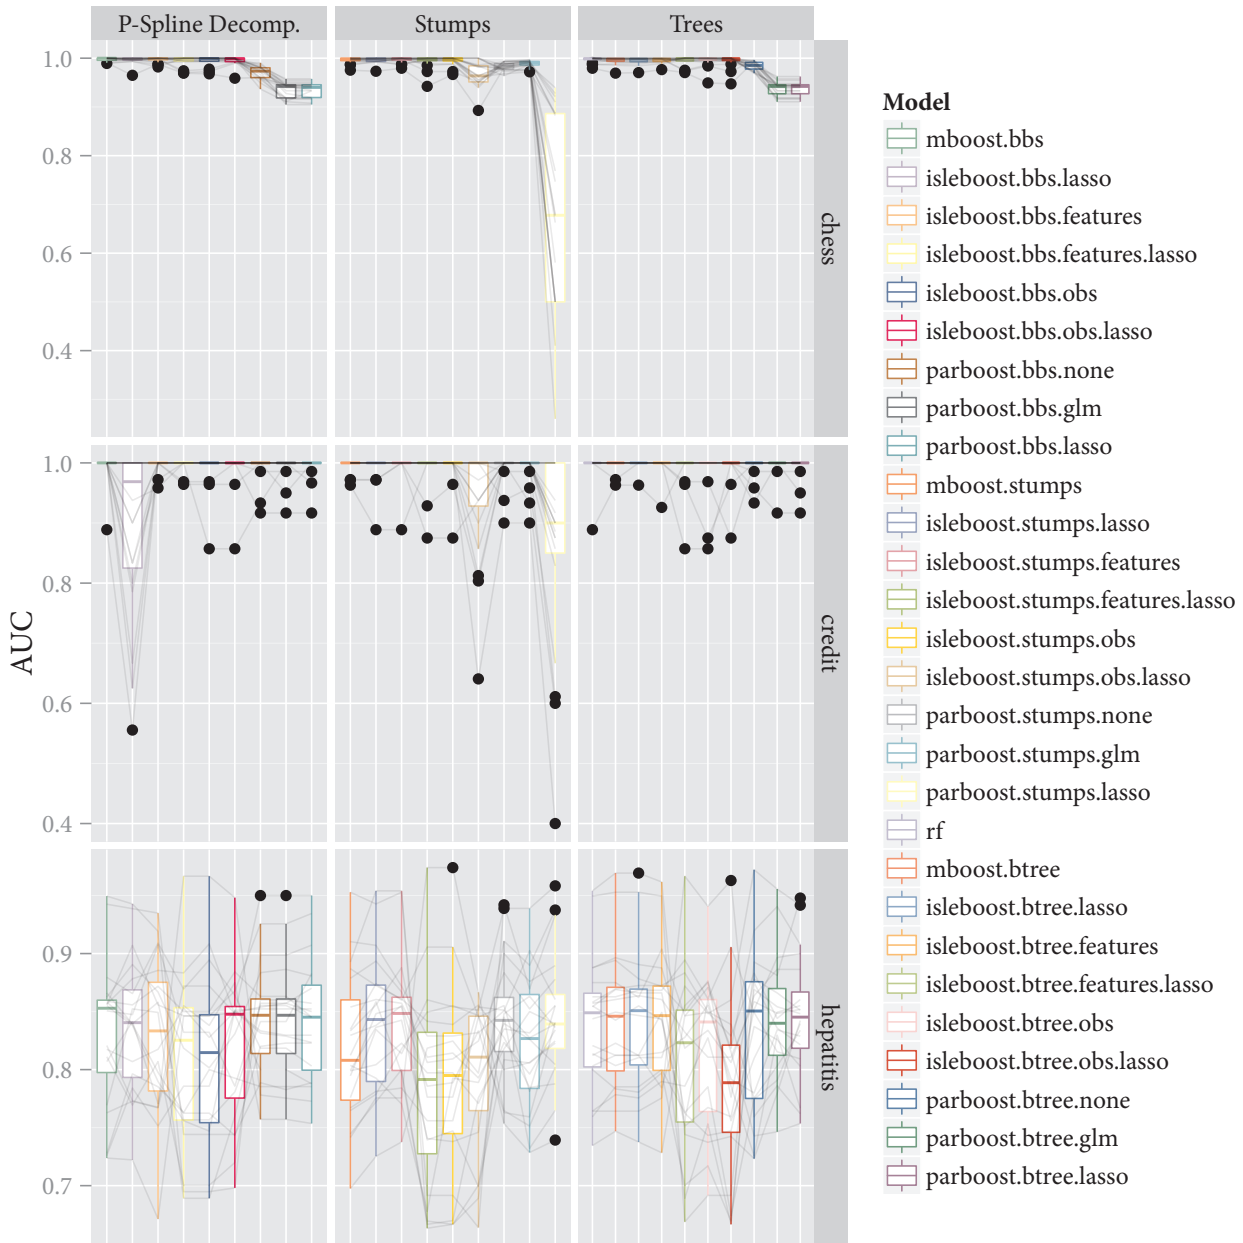 P-Spline Decomp. Stumps Trees
1.0
0.8
0.6
0.4
chess
1.0
0.8
0.6
0.4
credit
0.9
0.8
0.7
hepatitis
AUC
Model
mboost.bbs
isleboost.bbs.lasso
isleboost.bbs.features
isleboost.bbs.features.lasso
isleboost.bbs.obs
isleboost.bbs.obs.lasso
parboost.bbs.none
parboost.bbs.glm
parboost.bbs.lasso
mboost.stumps
isleboost.stumps.lasso
isleboost.stumps.features
isleboost.stumps.features.lasso
isleboost.stumps.obs
isleboost.stumps.obs.lasso
parboost.stumps.none
parboost.stumps.glm
parboost.stumps.lasso
rf
mboost.btree
isleboost.btree.lasso
isleboost.btree.features
isleboost.btree.features.lasso
isleboost.btree.obs
isleboost.btree.obs.lasso
parboost.btree.none
parboost.btree.glm
parboost.btree.lasso